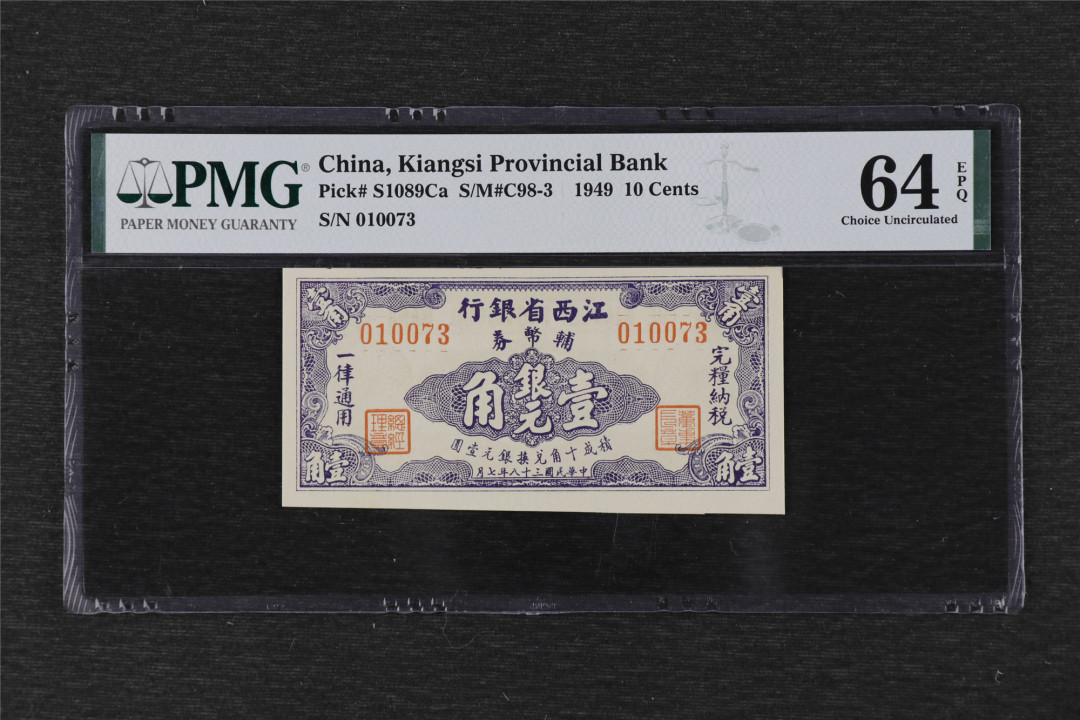 PMG®
PAPER MONEY GUARANTY
China, Kiangsi Provincial Bank
Pick# S1089Ca S/M#C98-3 1949 10 Cents
S/N 010073
64
EPQ
Choice Uncirculated
行銀省西江
券幣輔
010073
010073
完糧納税
一律通用
角 銀元 壹
圓壹元銀換兌角十成積
月七年八十三國民華中
角壹
角壹